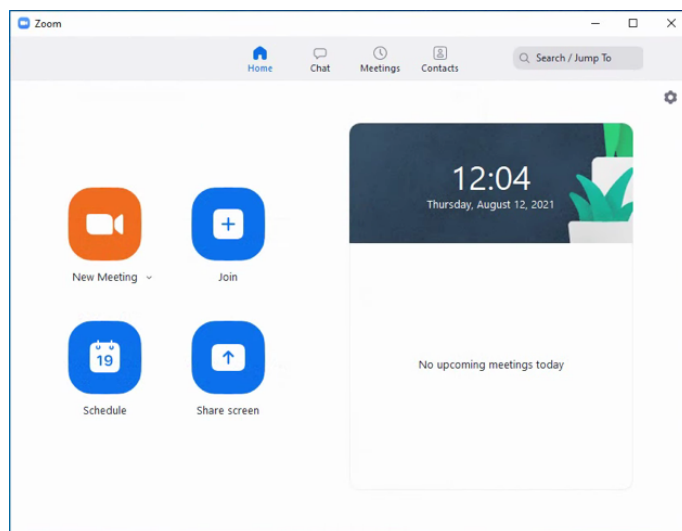 Zoom
Home
Chat
Meetings
Contacts
Search / Jump To
12:04
Thursday, August 12, 2021
New Meeting
Join
19
Schedule
Share screen
No upcoming meetings today